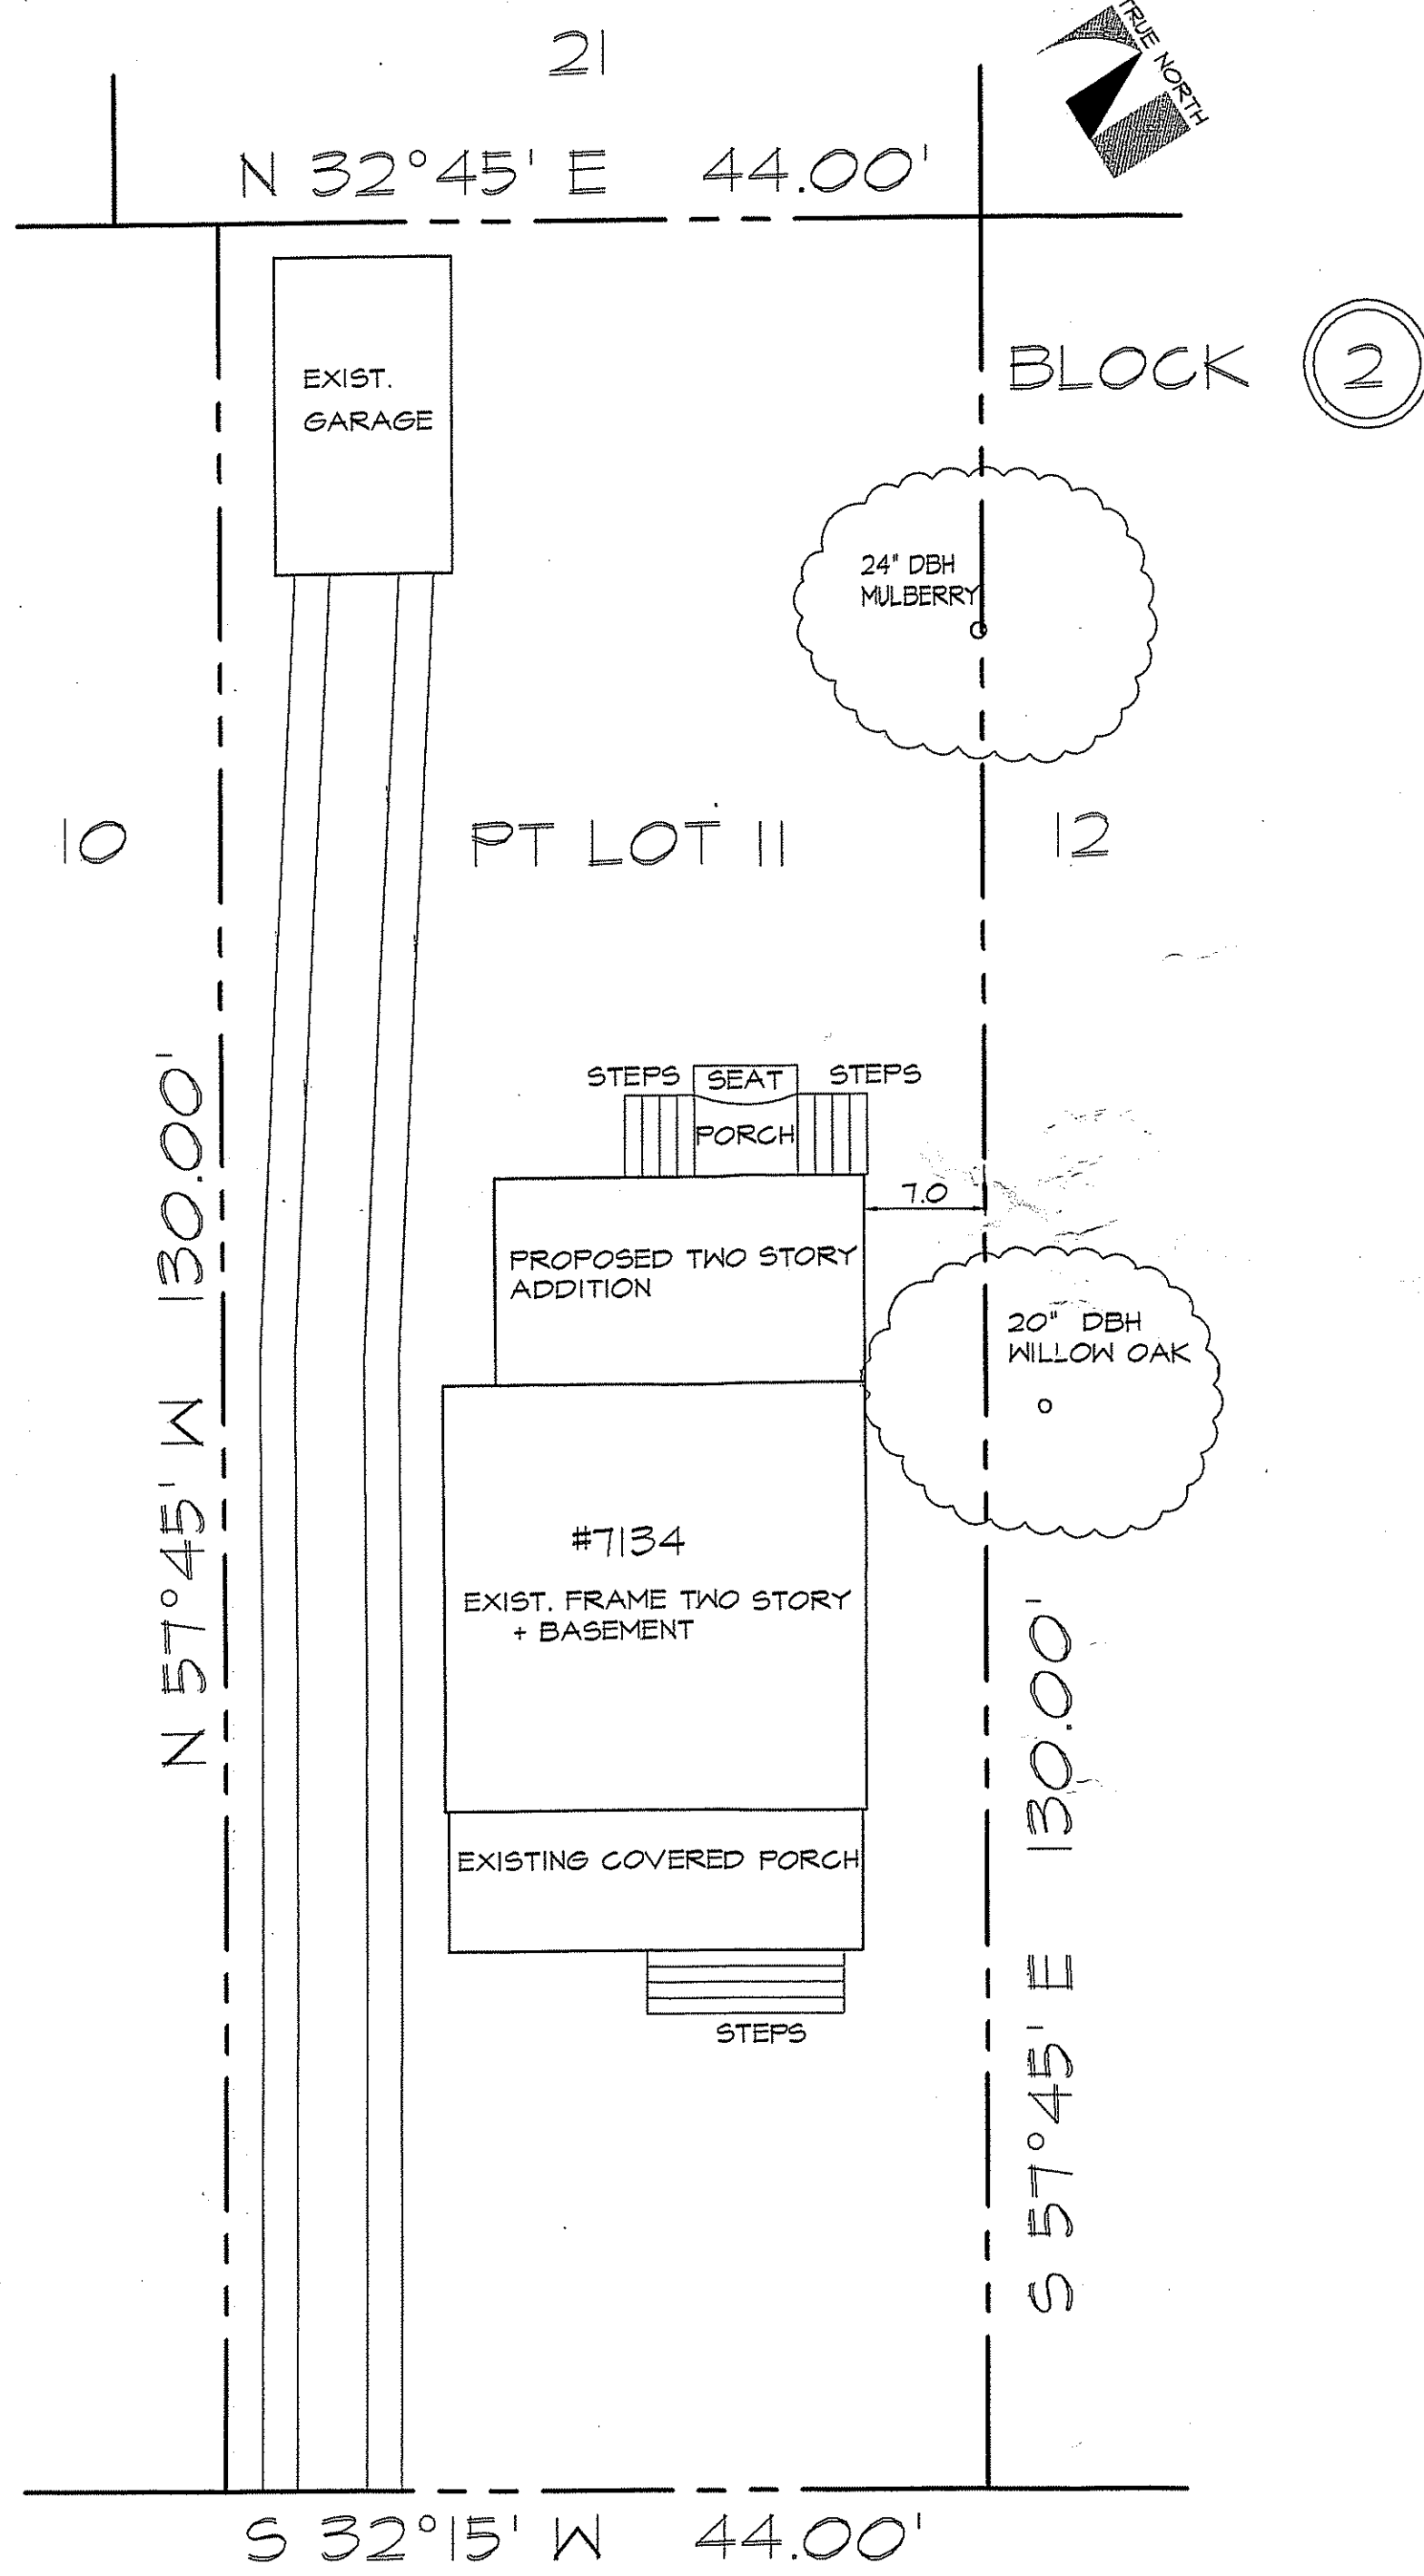 21
TRUE NORTH
N 32°45' E 44.00'
BLOCK 2
EXIST.
GARAGE
24" DBH
MULBERRY
10
PT LOT 11
12
N 57°45' W 130.00'
STEPS SEAT STEPS
PORCH
7.0
PROPOSED TWO STORY
ADDITION
20" DBH
WILLOW OAK
#7134
EXIST. FRAME TWO STORY
+ BASEMENT
EXISTING COVERED PORCH
STEPS
S 57°45' E 130.00'
S 32°15' W 44.00'